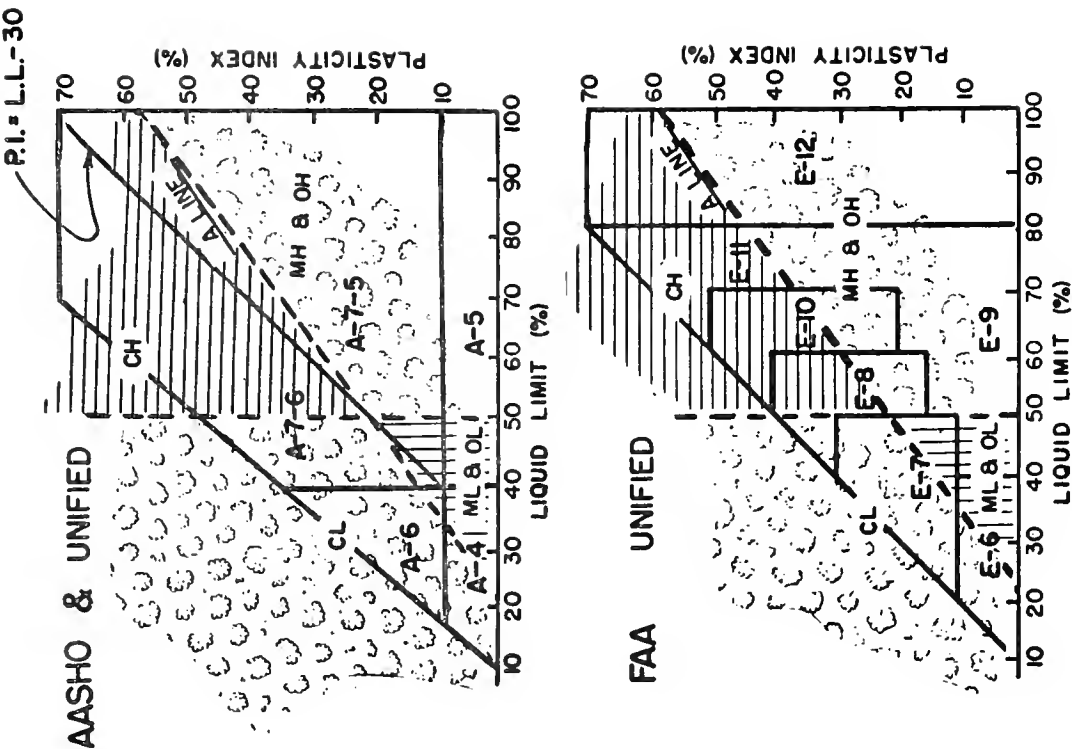 AASHO & UNIFIED
P.I. = L.L.-30
70
60
50
40
30
20
10
PLASTICITY INDEX (%)
CH
A LINE
MH & OH
A-7-6
A-7-5
CL
A-6
A-4
ML & OL
A-5
10 20 30 40 50 60 70 80 90 100
LIQUID LIMIT (%)
FAA UNIFIED
70
60
50
40
30
20
10
PLASTICITY INDEX (%)
CH
A LINE
E-11
E-12
E-10
MH & OH
E-8
E-7
CL
E-6
ML & OL
E-9
10 20 30 40 50 60 70 80 90 100
LIQUID LIMIT (%)